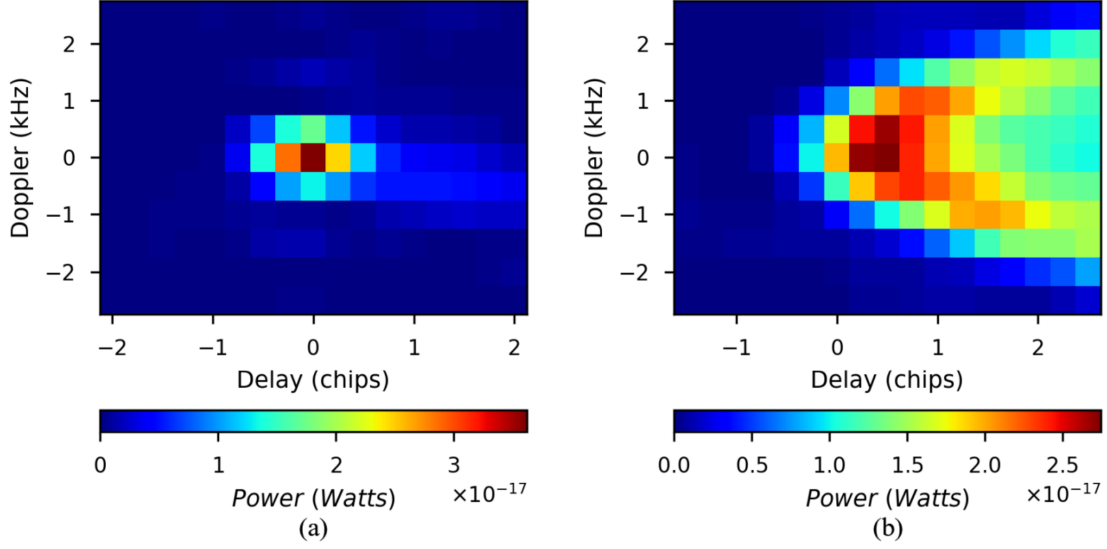 2
1
0
−1
−2
Doppler (kHz)
−2 −1 0 1 2
Delay (chips)
0 1 2 3
Power (Watts) ×10⁻¹⁷
(a)
2
1
0
−1
−2
Doppler (kHz)
−1 0 1 2
Delay (chips)
0.0 0.5 1.0 1.5 2.0 2.5
Power (Watts) ×10⁻¹⁷
(b)